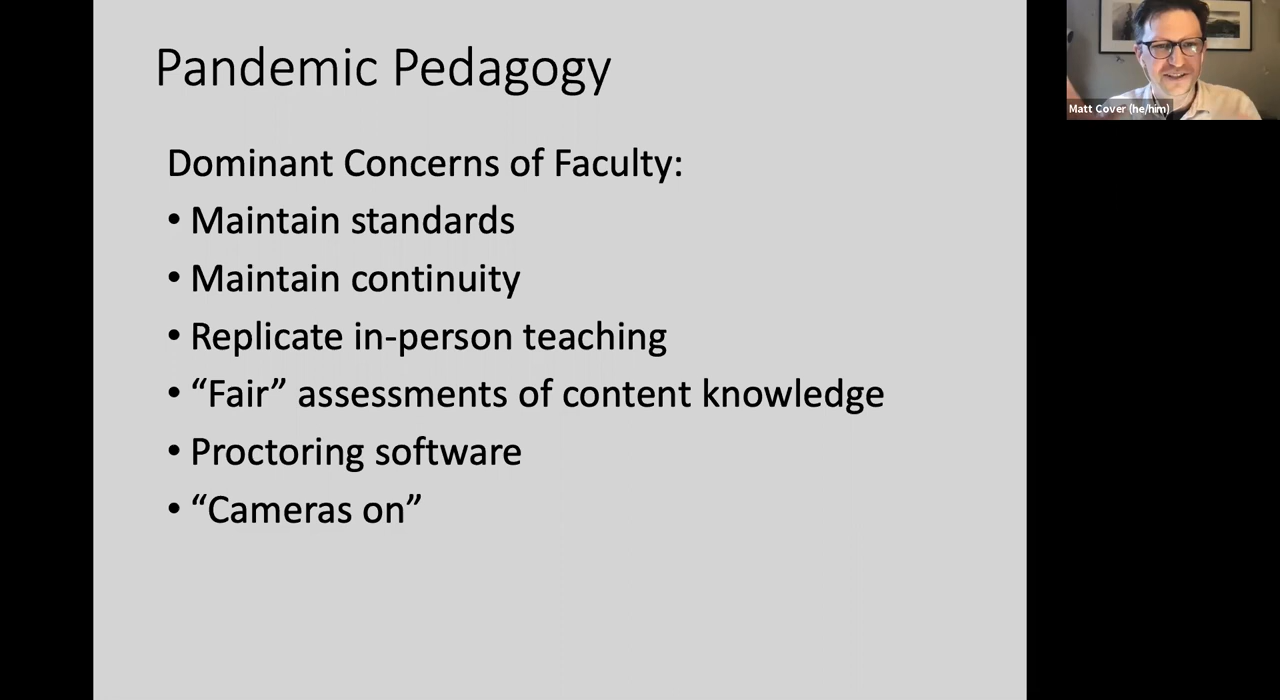 Pandemic Pedagogy
Dominant Concerns of Faculty:
• Maintain standards
• Maintain continuity
• Replicate in-person teaching
• “Fair” assessments of content knowledge
• Proctoring software
• “Cameras on”
Matt Cover (he/him)